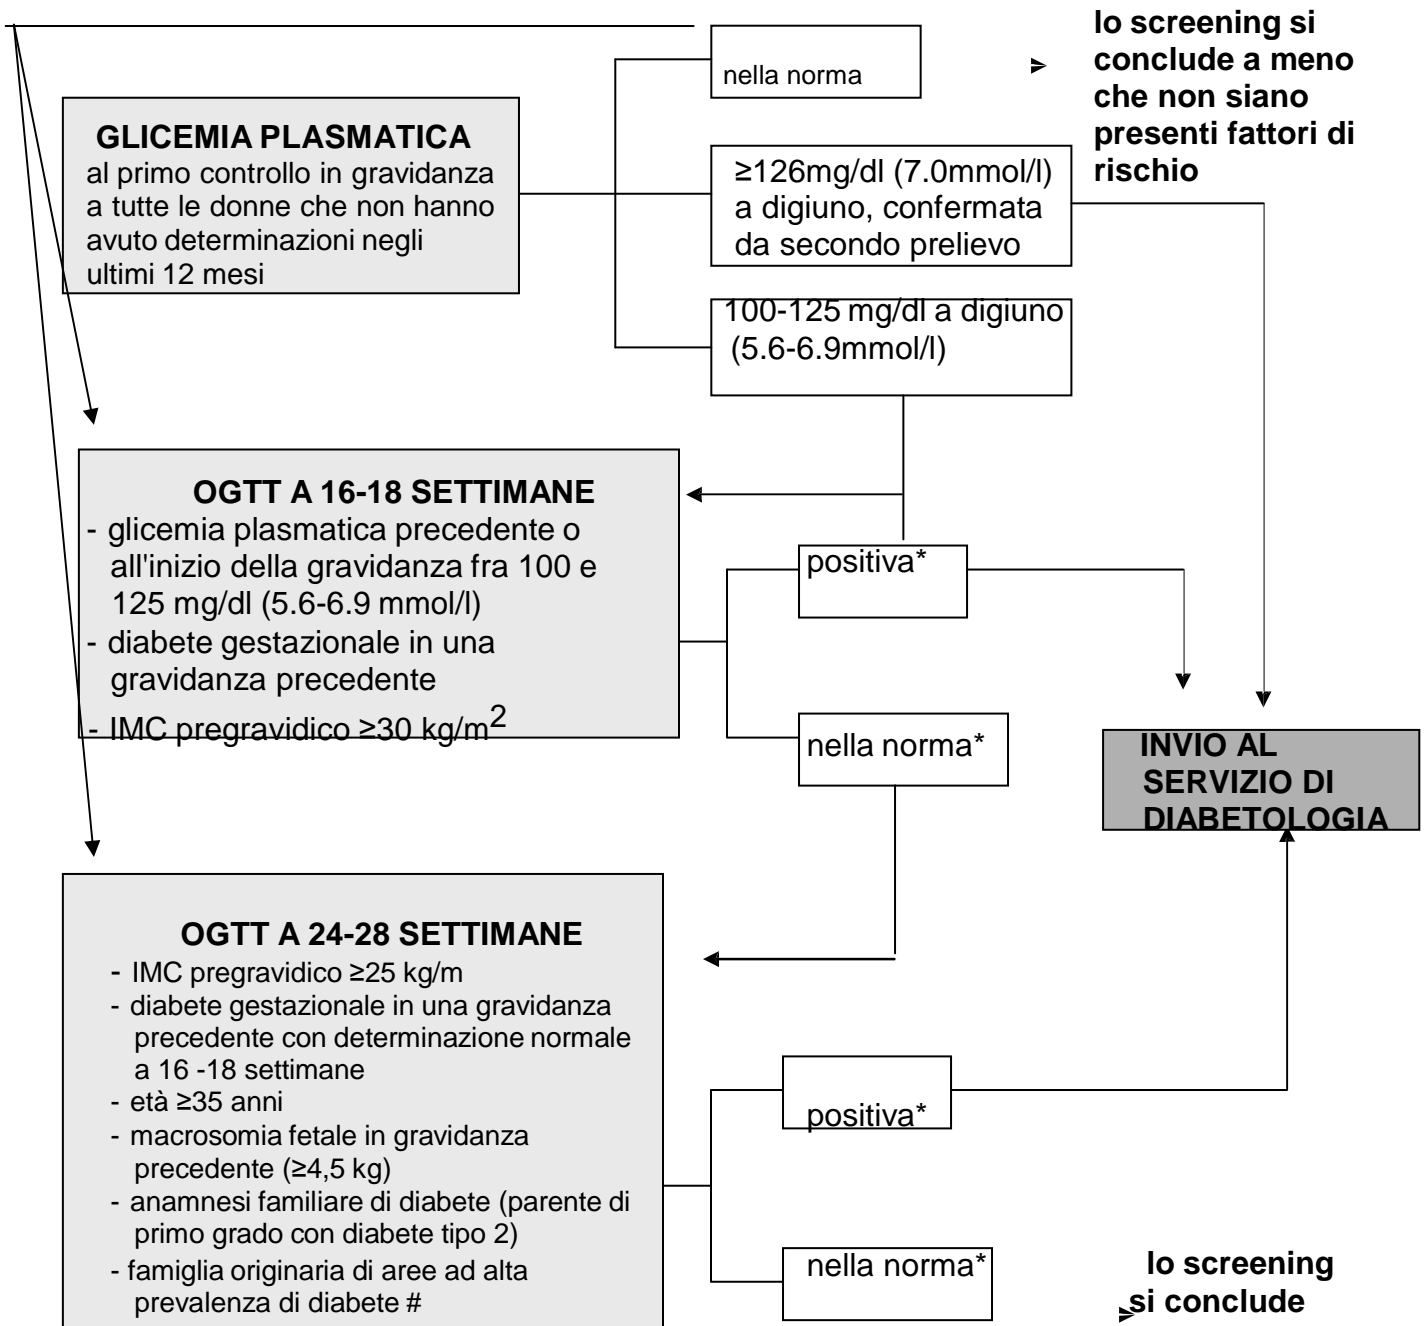 nella norma
lo screening si
conclude a meno
che non siano
presenti fattori di
rischio
GLICEMIA PLASMATICA
al primo controllo in gravidanza
a tutte le donne che non hanno
avuto determinazioni negli
ultimi 12 mesi
≥126mg/dl (7.0mmol/l)
a digiuno, confermata
da secondo prelievo
100-125 mg/dl a digiuno
(5.6-6.9mmol/l)
OGTT A 16-18 SETTIMANE
- glicemia plasmatica precedente o
all'inizio della gravidanza fra 100 e
125 mg/dl (5.6-6.9 mmol/l)
- diabete gestazionale in una
gravidanza precedente
- IMC pregravidico ≥30 kg/m2
positiva*
nella norma*
INVIO AL
SERVIZIO DI
DIABETOLOGIA
OGTT A 24-28 SETTIMANE
- IMC pregravidico ≥25 kg/m
- diabete gestazionale in una gravidanza
precedente con determinazione normale
a 16 -18 settimane
- età ≥35 anni
- macrosomia fetale in gravidanza
precedente (≥4,5 kg)
- anamnesi familiare di diabete (parente di
primo grado con diabete tipo 2)
- famiglia originaria di aree ad alta
prevalenza di diabete #
positiva*
nella norma*
lo screening
si conclude